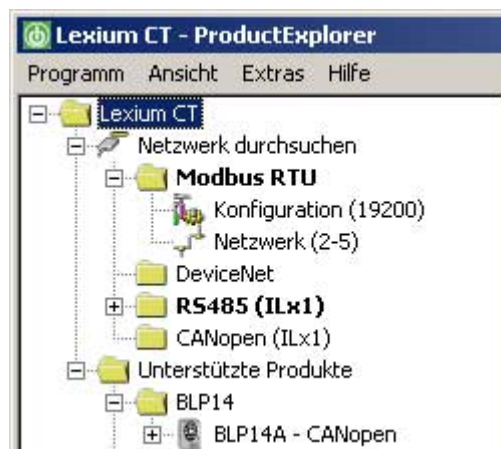 Lexium CT - ProductExplorer
Programm Ansicht Extras Hilfe
Lexium CT
Netzwerk durchsuchen
Modbus RTU
Konfiguration (19200)
Netzwerk (2-5)
DeviceNet
RS485 (ILx1)
CANopen (ILx1)
Unterstützte Produkte
BLP14
BLP14A - CANopen